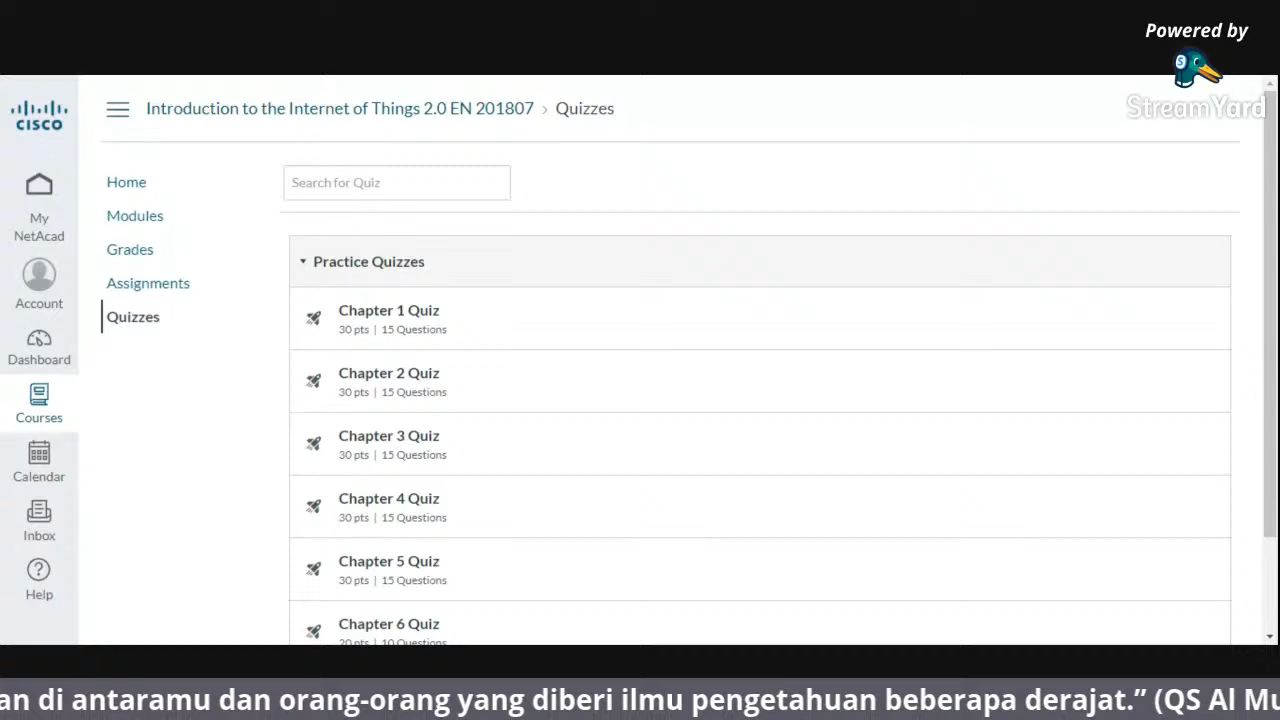 Powered by
StreamYard
CISCO
Introduction to the Internet of Things 2.0 EN 201807 › Quizzes
My
NetAcad
Account
Dashboard
Courses
Calendar
Inbox
Help
Home
Modules
Grades
Assignments
Quizzes
Search for Quiz
Practice Quizzes
Chapter 1 Quiz
30 pts | 15 Questions
Chapter 2 Quiz
30 pts | 15 Questions
Chapter 3 Quiz
30 pts | 15 Questions
Chapter 4 Quiz
30 pts | 15 Questions
Chapter 5 Quiz
30 pts | 15 Questions
Chapter 6 Quiz
20 pts | 10 Questions
an di antaramu dan orang-orang yang diberi ilmu pengetahuan beberapa derajat.” (QS Al Mu